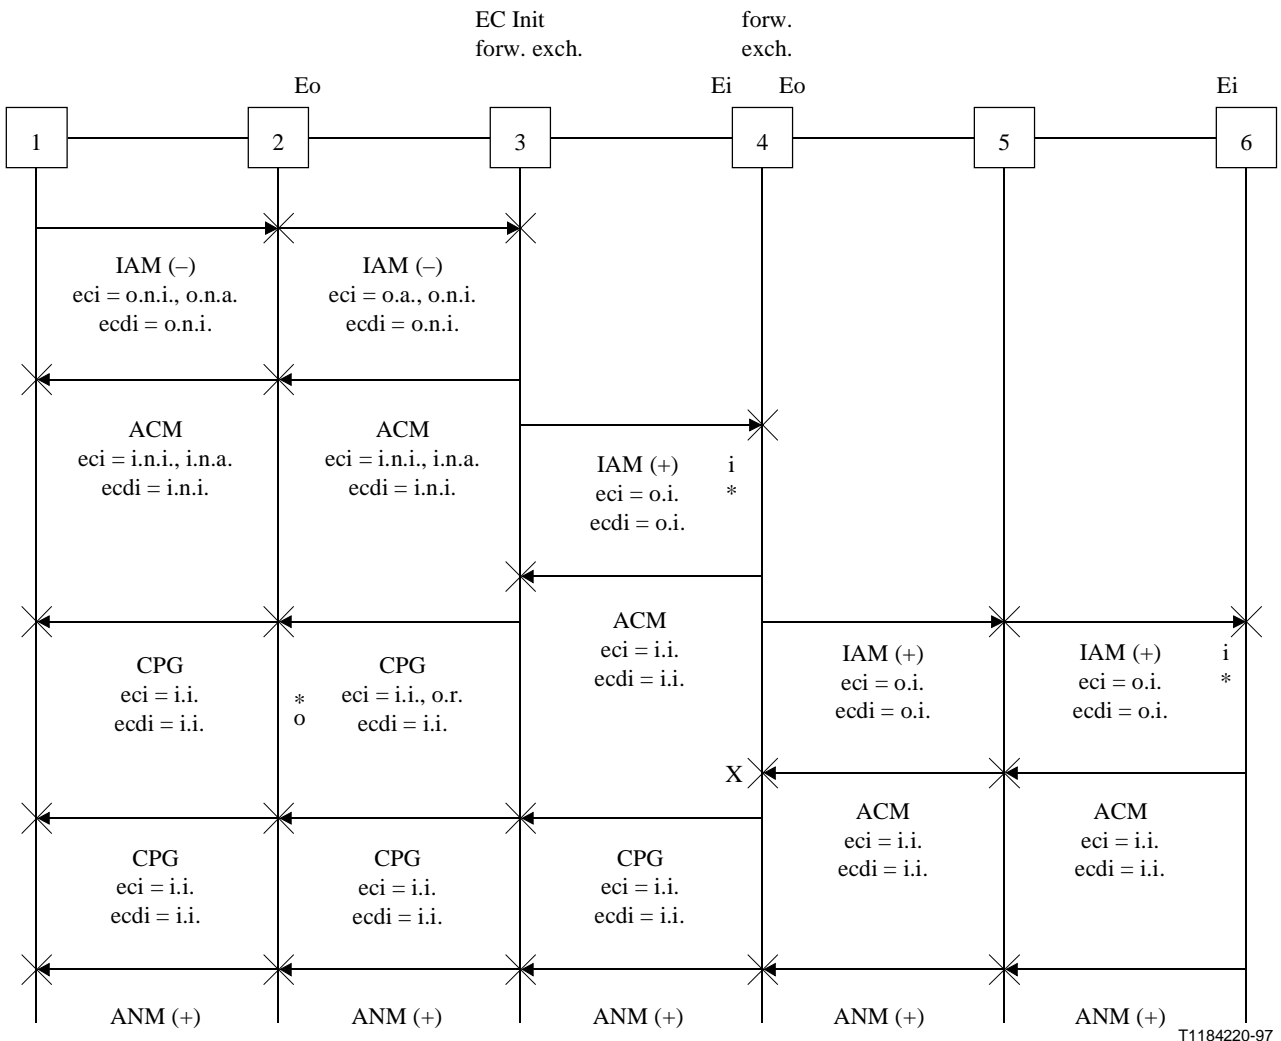 EC Init
forw. exch.
forw.
exch.
Eo
Ei
Eo
Ei
1
2
3
4
5
6
IAM (–)
eci = o.n.i., o.n.a.
ecdi = o.n.i.
IAM (–)
eci = o.a., o.n.i.
ecdi = o.n.i.
ACM
eci = i.n.i., i.n.a.
ecdi = i.n.i.
ACM
eci = i.n.i., i.n.a.
ecdi = i.n.i.
IAM (+)
eci = o.i.
ecdi = o.i.
i
*
CPG
eci = i.i.
ecdi = i.i.
*
o
CPG
eci = i.i., o.r.
ecdi = i.i.
ACM
eci = i.i.
ecdi = i.i.
IAM (+)
eci = o.i.
ecdi = o.i.
IAM (+)
eci = o.i.
ecdi = o.i.
i
*
X
CPG
eci = i.i.
ecdi = i.i.
CPG
eci = i.i.
ecdi = i.i.
CPG
eci = i.i.
ecdi = i.i.
ACM
eci = i.i.
ecdi = i.i.
ACM
eci = i.i.
ecdi = i.i.
ANM (+)
ANM (+)
ANM (+)
ANM (+)
ANM (+)
T1184220-97